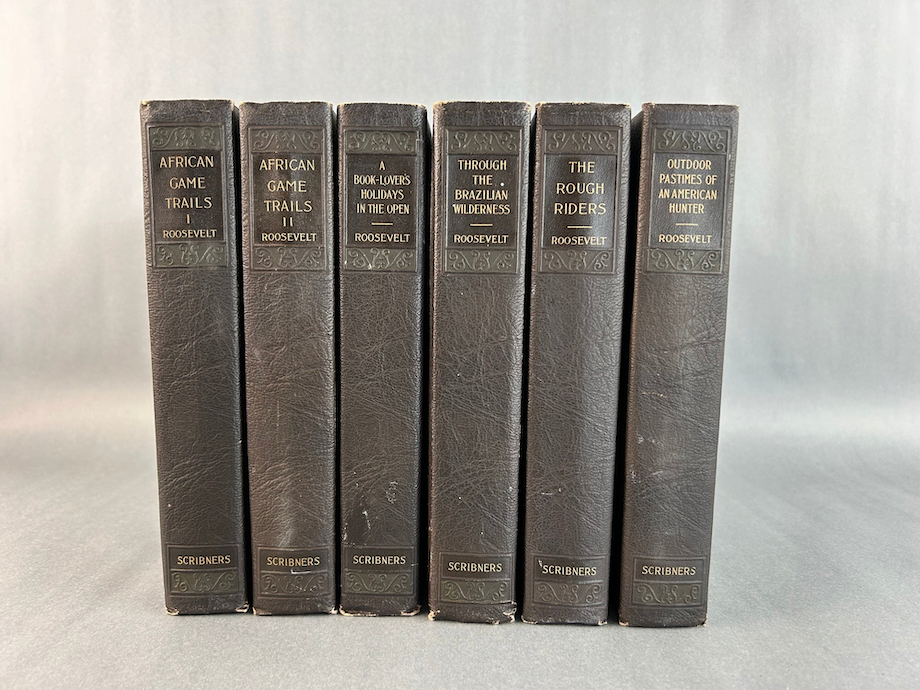 AFRICAN
GAME
TRAILS
I
ROOSEVELT
SCRIBNERS
AFRICAN
GAME
TRAILS
II
ROOSEVELT
SCRIBNERS
A
BOOK-LOVER'S
HOLIDAYS
IN THE OPEN
ROOSEVELT
SCRIBNERS
THROUGH
THE
BRAZILIAN
WILDERNESS
ROOSEVELT
SCRIBNERS
THE
ROUGH
RIDERS
ROOSEVELT
SCRIBNERS
OUTDOOR
PASTIMES OF
AN AMERICAN
HUNTER
ROOSEVELT
SCRIBNERS